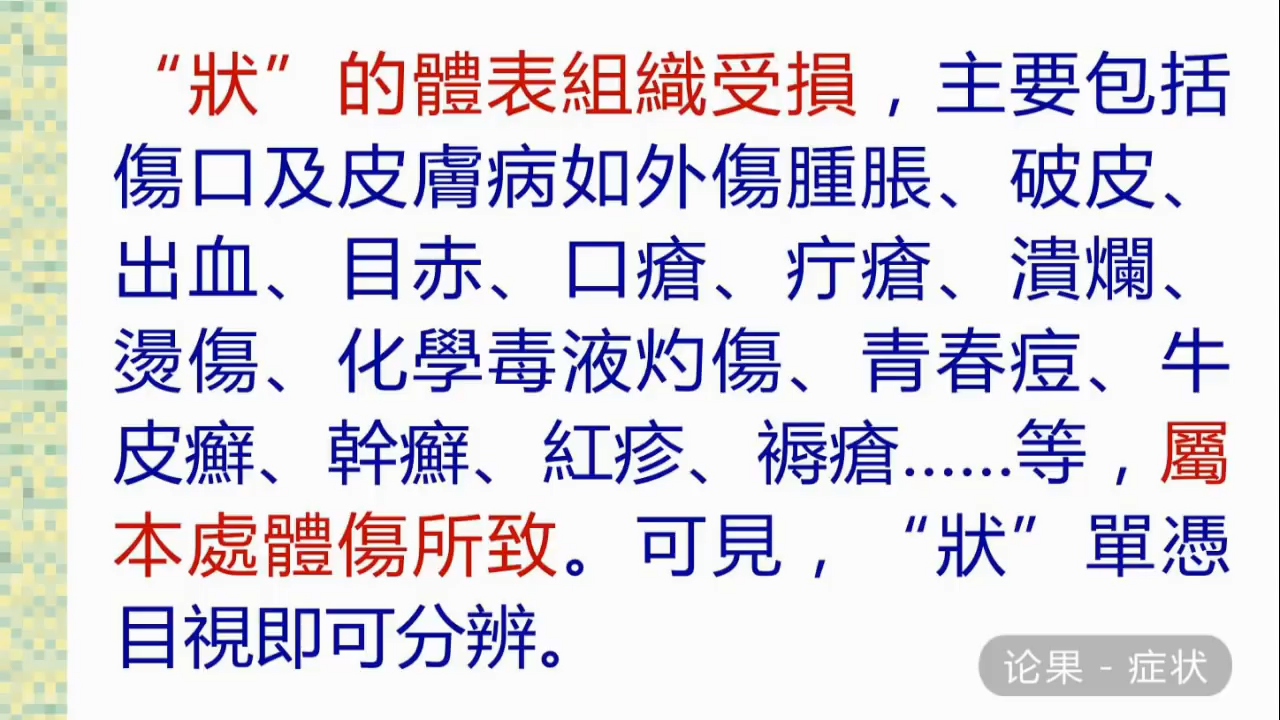 “狀”的體表組織受損，主要包括
傷口及皮膚病如外傷腫脹、破皮、
出血、目赤、口瘡、疔瘡、潰爛、
燙傷、化學毒液灼傷、青春痘、牛
皮癬、幹癬、紅疹、褥瘡......等，屬
本處體傷所致。可見，“狀”單憑
目視即可分辨。
论果 - 症状